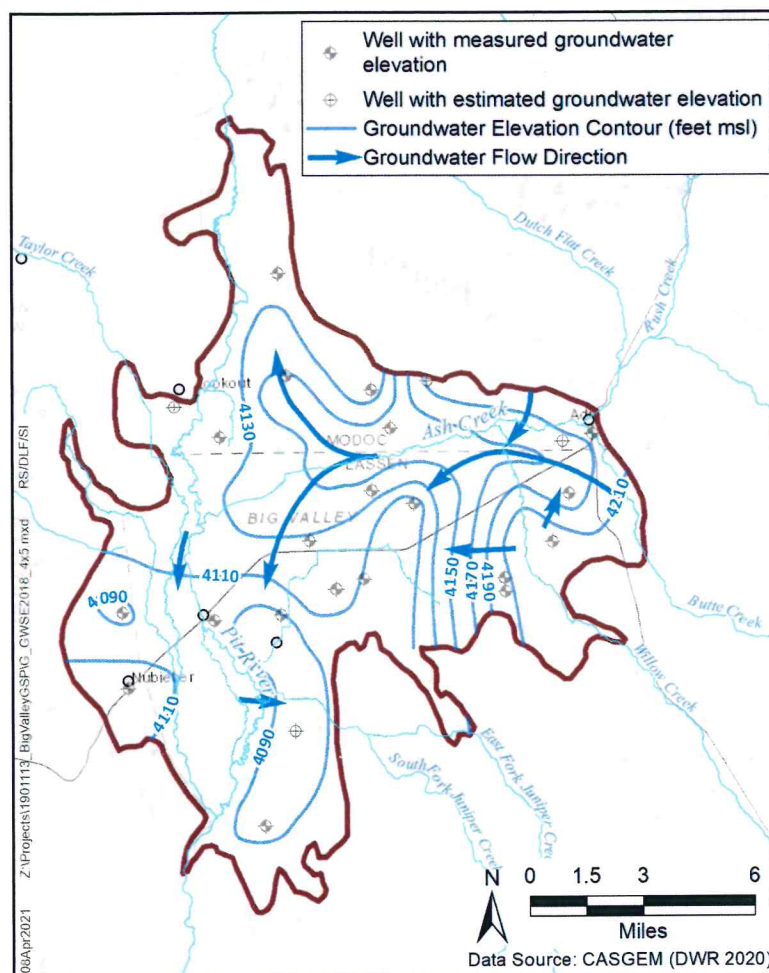 Well with measured groundwater
elevation
Well with estimated groundwater elevation
Groundwater Elevation Contour (feet msl)
Groundwater Flow Direction
Dutch Flat Creek
Rush Creek
Taylor Creek
ookout
4130
MODOC
LASSEN
Ash Creek
Ad
BIG VALLEY
4210
4110
4150
4170
4190
4090
Butte Creek
Pit River
Willow Creek
Nubieber
4110
4090
South Fork Juniper Creek
East Fork Juniper Cree
N
0 1.5 3 6
Miles
Data Source: CASGEM (DWR 2020)
08Apr2021 Z:\Projects\1901113_BigValleyGSP\G_GWSE2018_4x5.mxd RS/DLF/SI